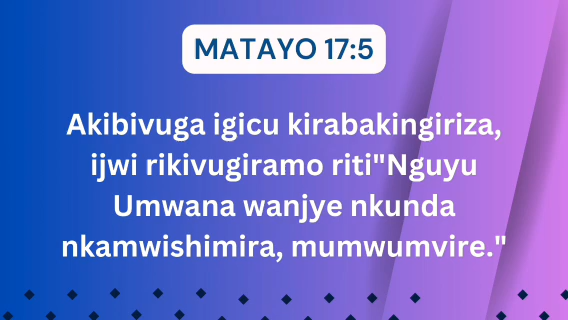 MATAYO 17:5
Akibivuga igicu kirabakingiriza,
ijwi rikivugiramo riti"Nguyu
Umwana wanjye nkunda
nkamwishimira, mumwumvire."